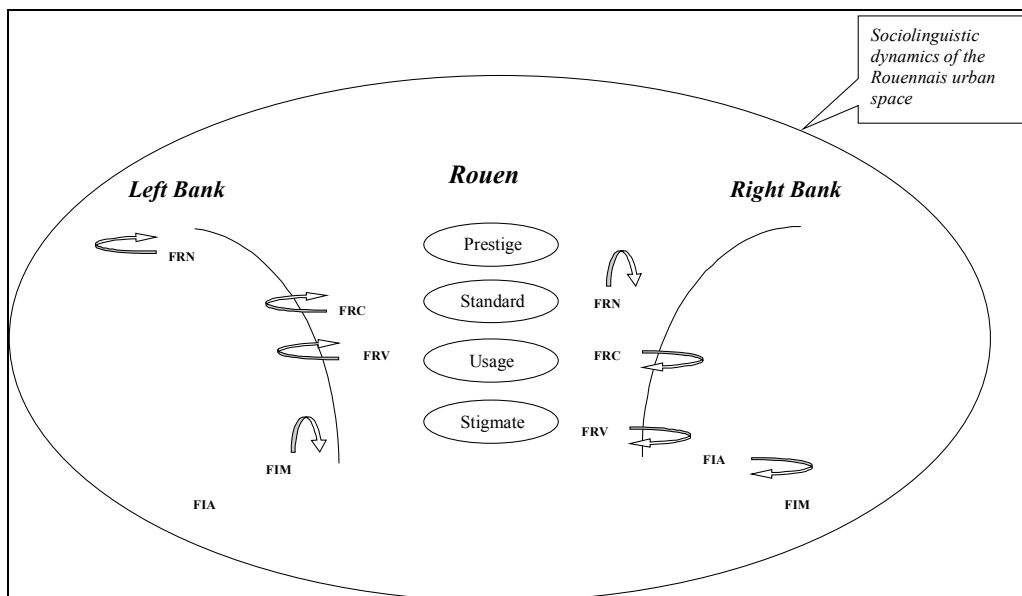 Sociolinguistic
dynamics of the
Rouennais urban
space
Rouen
Left Bank
Right Bank
Prestige
FRN
Standard
FRN
FRC
Usage
FRC
FRV
Stigmate
FRV
FIA
FIM
FIA
FIM